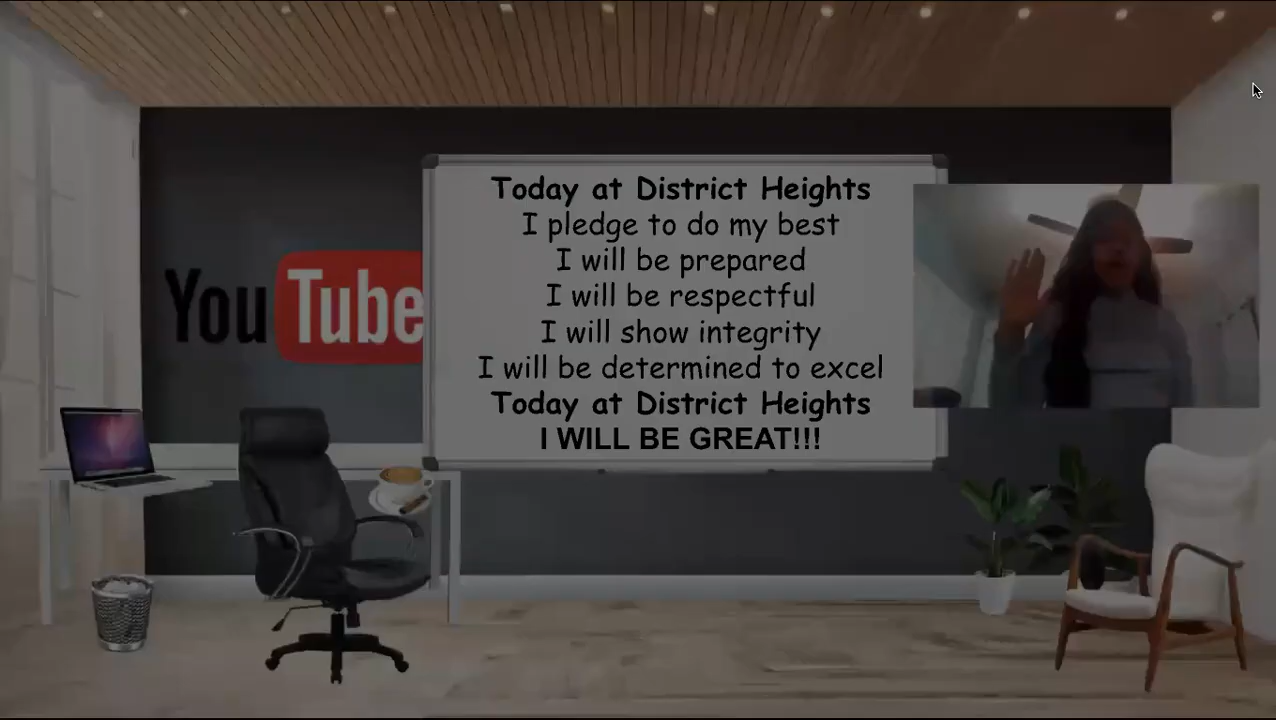 Today at District Heights
I pledge to do my best
I will be prepared
I will be respectful
I will show integrity
I will be determined to excel
Today at District Heights
I WILL BE GREAT!!!
YouTube